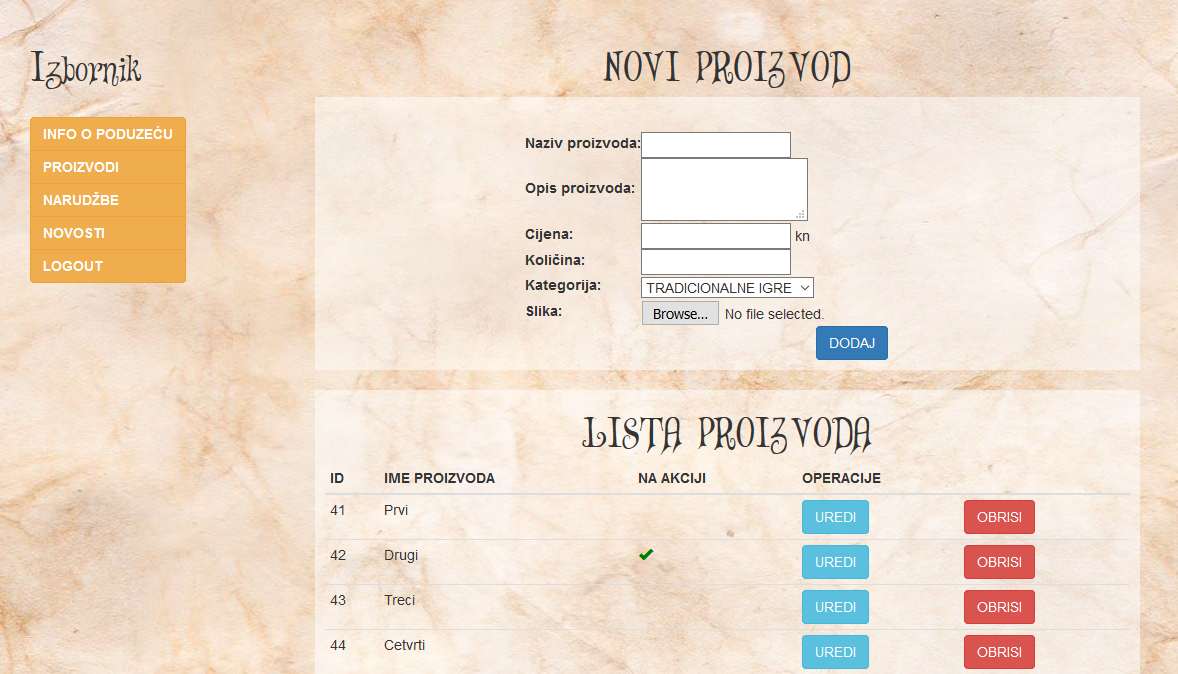 Izbornik
INFO O PODUZEĆU
PROIZVODI
NARUDŽBE
NOVOSTI
LOGOUT
NOVI PROIZVOD
Naziv proizvoda:
Opis proizvoda:
Cijena: kn
Količina:
Kategorija: TRADICIONALNE IGRE
Slika: Browse... No file selected.
DODAJ
LISTA PROIZVODA
ID IME PROIZVODA NA AKCIJI OPERACIJE
41 Prvi UREDI OBRISI
42 Drugi UREDI OBRISI
43 Treci UREDI OBRISI
44 Cetvrti UREDI OBRISI